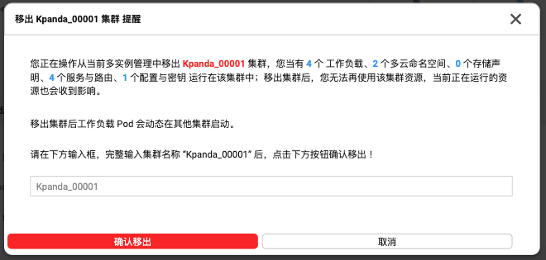 移出 Kpanda_00001 集群 提醒
您正在操作从当前多实例管理中移出 Kpanda_00001 集群，您当有 4 个 工作负载、2 个多云命名空间、0 个存储声
明、4 个服务与路由、1 个配置与密钥 运行在该集群中；移出集群后，您无法再使用该集群资源，当前正在运行的资
源也会收到影响。
移出集群后工作负载 Pod 会动态在其他集群启动。
请在下方输入框，完整输入集群名称 “Kpanda_00001” 后，点击下方按钮确认移出！
Kpanda_00001
确认移出
取消